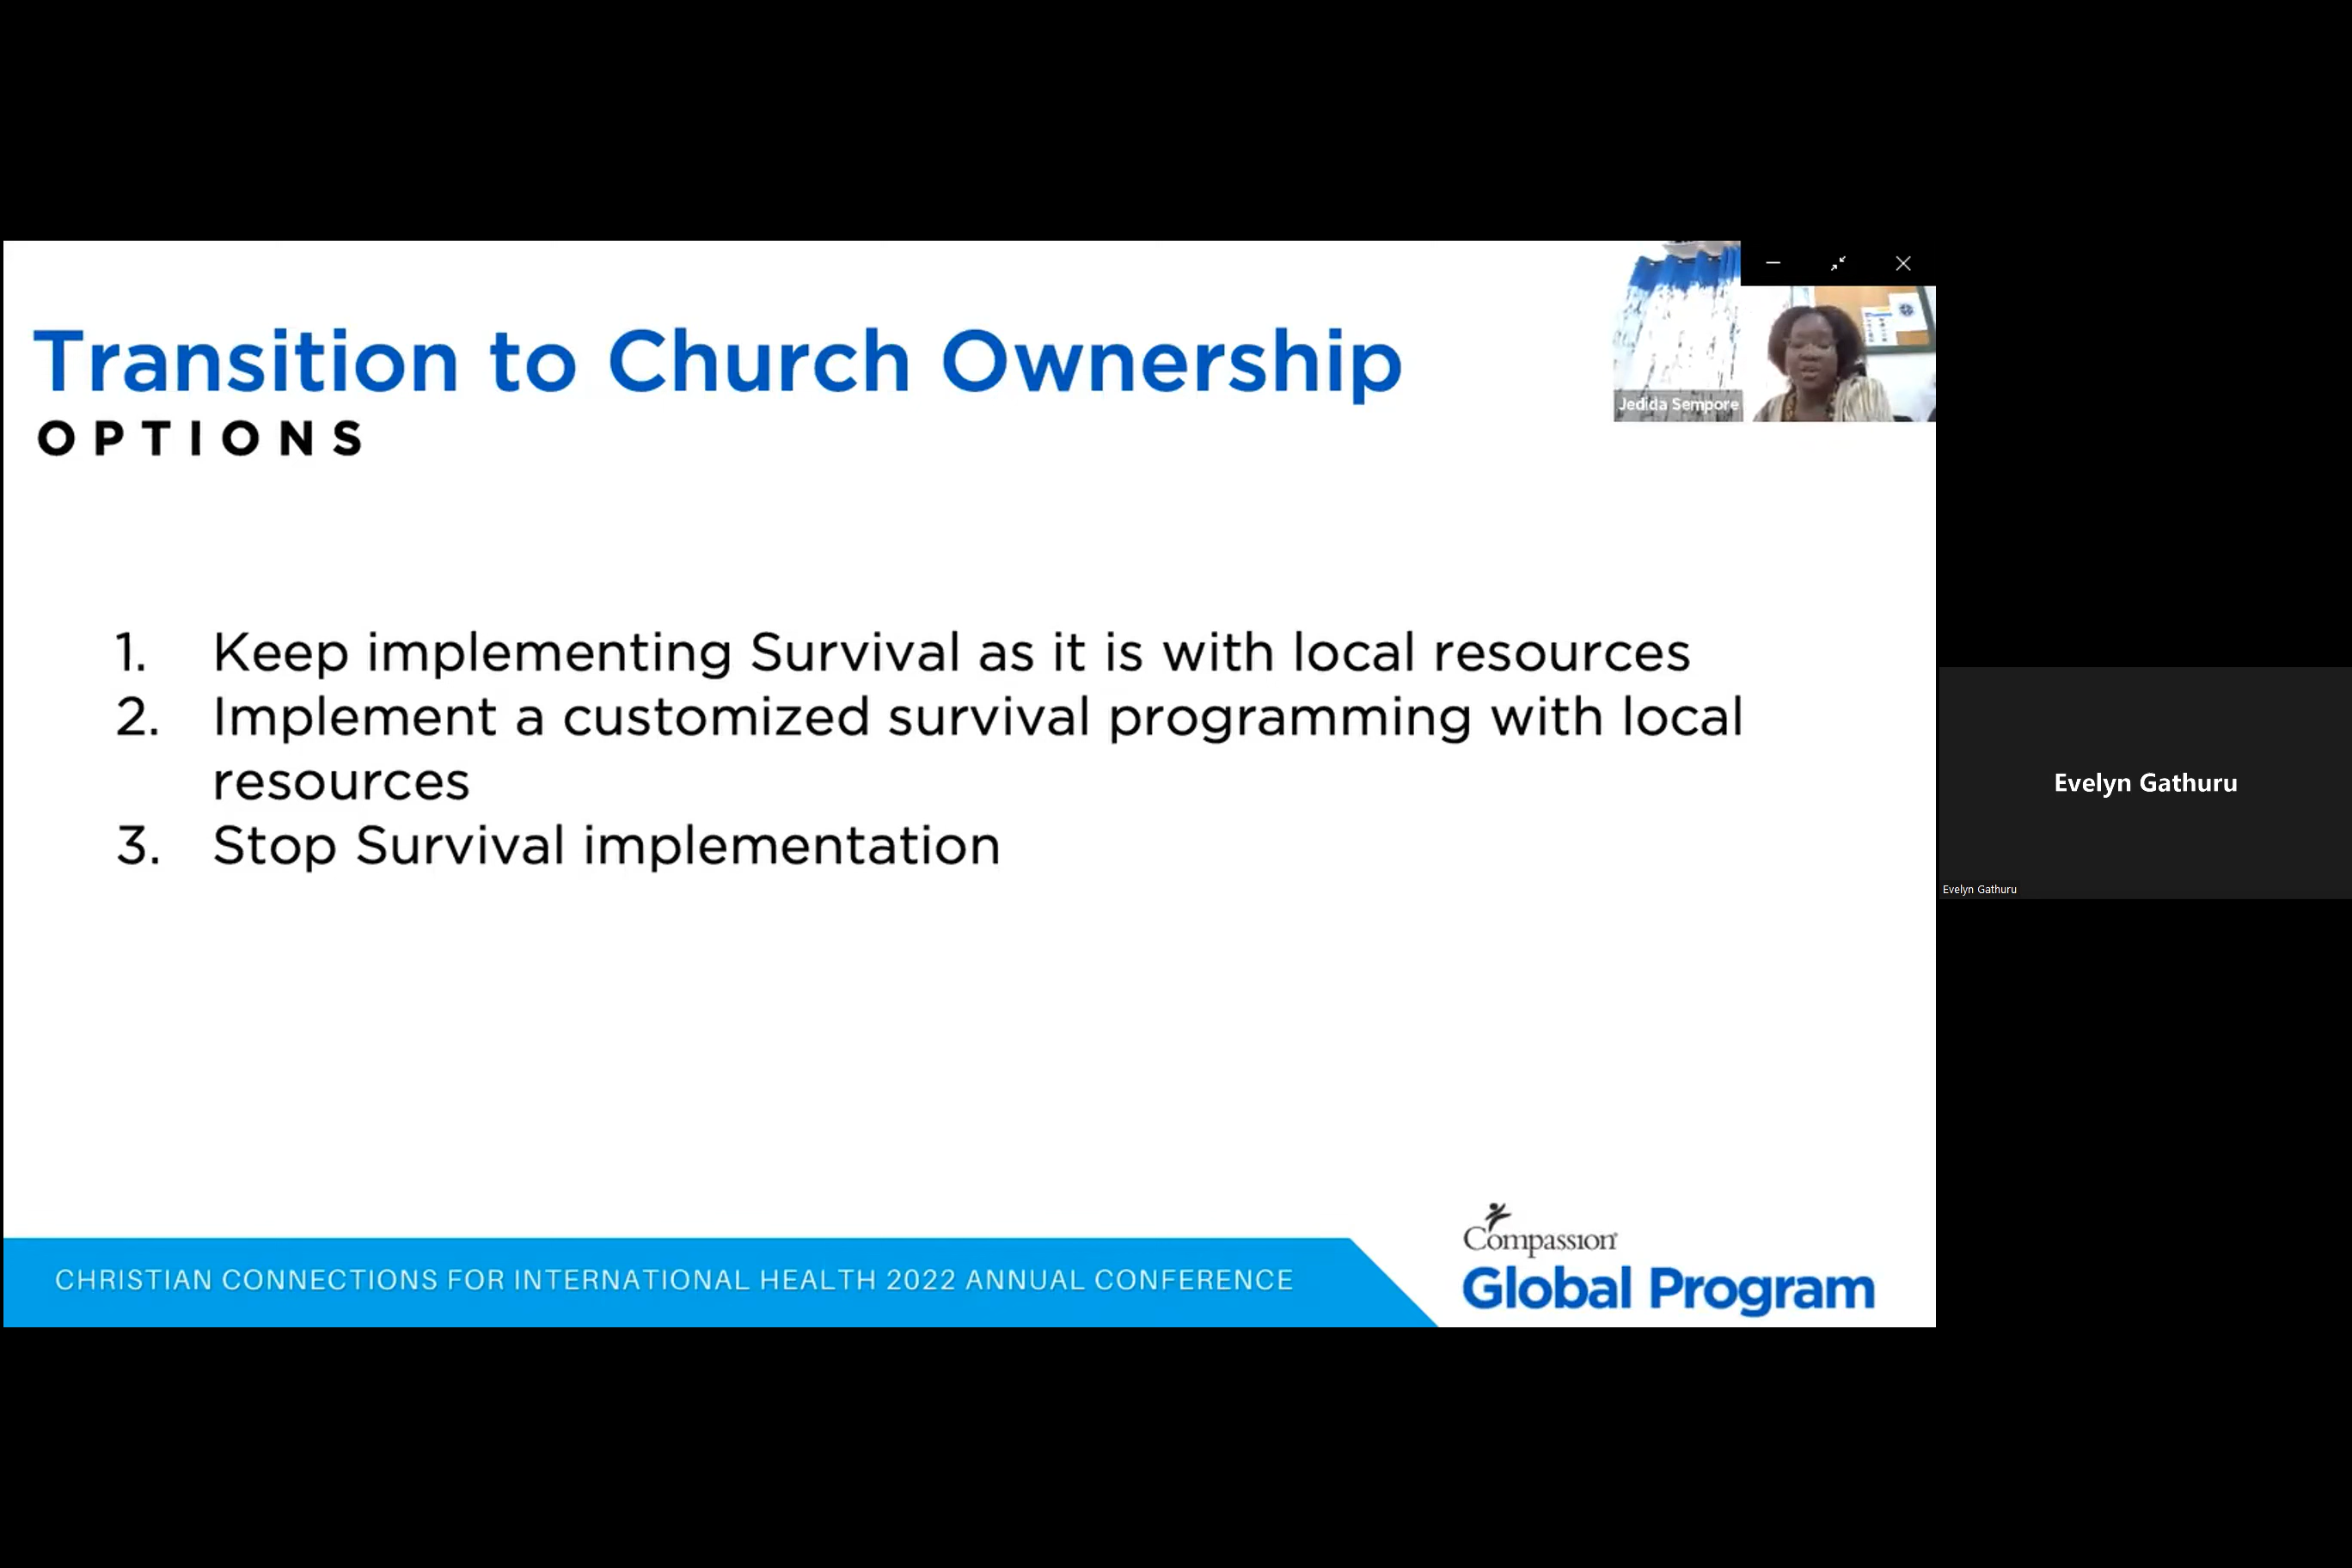 Transition to Church Ownership
OPTIONS
Jedida Sempore
1. Keep implementing Survival as it is with local resources
2. Implement a customized survival programming with local
resources
3. Stop Survival implementation
Evelyn Gathuru
Evelyn Gathuru
CHRISTIAN CONNECTIONS FOR INTERNATIONAL HEALTH 2022 ANNUAL CONFERENCE
Compassion
Global Program